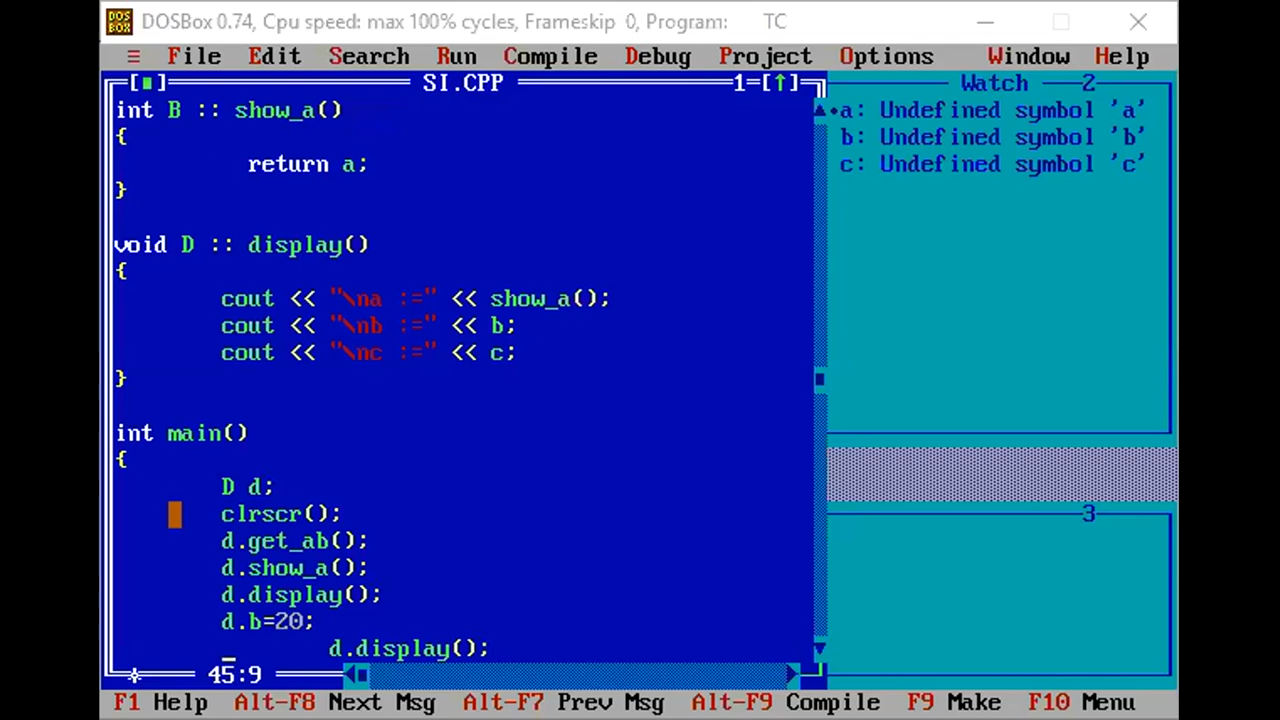 DOSBox 0.74, Cpu speed: max 100% cycles, Frameskip 0, Program: TC
≡ File Edit Search Run Compile Debug Project Options Window Help
[■] SI.CPP 1=[↑]
int B :: show_a()
{
return a;
}
void D :: display()
{
cout << "\na :=" << show_a();
cout << "\nb :=" << b;
cout << "\nc :=" << c;
}
int main()
{
D d;
clrscr();
d.get_ab();
d.show_a();
d.display();
d.b=20;
d.display();
45:9
Watch 2
•a: Undefined symbol 'a'
b: Undefined symbol 'b'
c: Undefined symbol 'c'
3
F1 Help Alt-F8 Next Msg Alt-F7 Prev Msg Alt-F9 Compile F9 Make F10 Menu